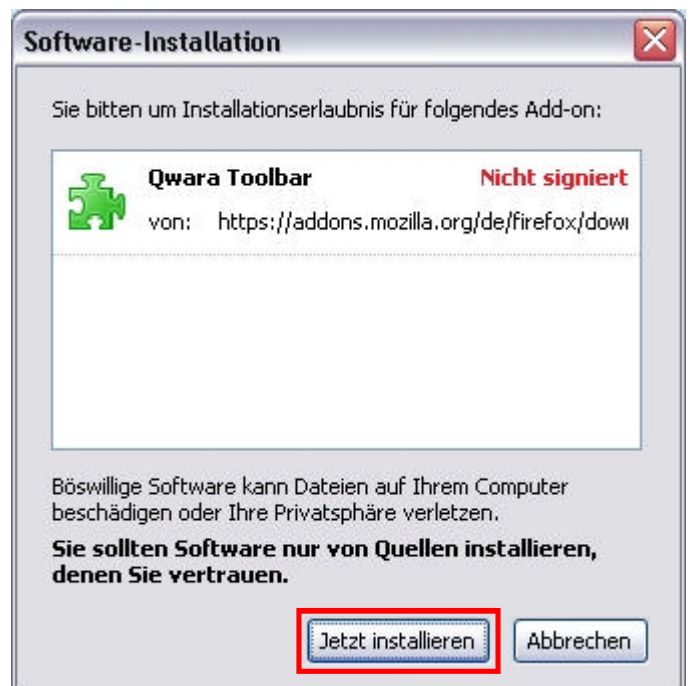 Software-Installation
Sie bitten um Installationserlaubnis für folgendes Add-on:
Qwara Toolbar Nicht signiert
von: https://addons.mozilla.org/de/firefox/dow
Böswillige Software kann Dateien auf Ihrem Computer
beschädigen oder Ihre Privatsphäre verletzen.
Sie sollten Software nur von Quellen installieren,
denen Sie vertrauen.
Jetzt installieren Abbrechen